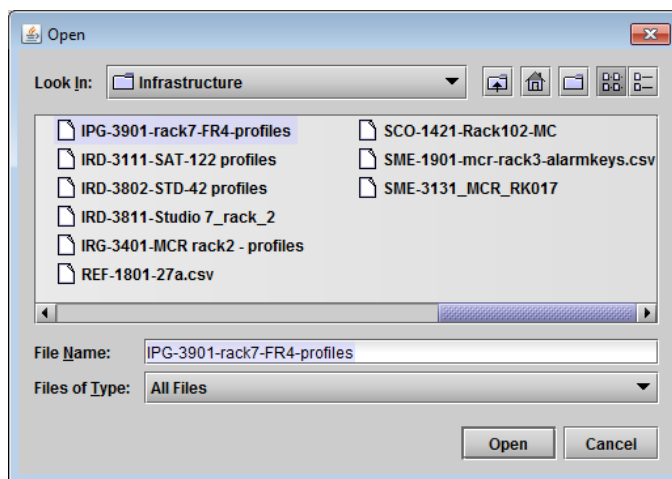 Open
Look In: Infrastructure
IPG-3901-rack7-FR4-profiles
IRD-3111-SAT-122 profiles
IRD-3802-STD-42 profiles
IRD-3811-Studio 7_rack_2
IRG-3401-MCR rack2 - profiles
REF-1801-27a.csv
SCO-1421-Rack102-MC
SME-1901-mcr-rack3-alarmkeys.csv
SME-3131_MCR_RK017
File Name: IPG-3901-rack7-FR4-profiles
Files of Type: All Files
Open Cancel